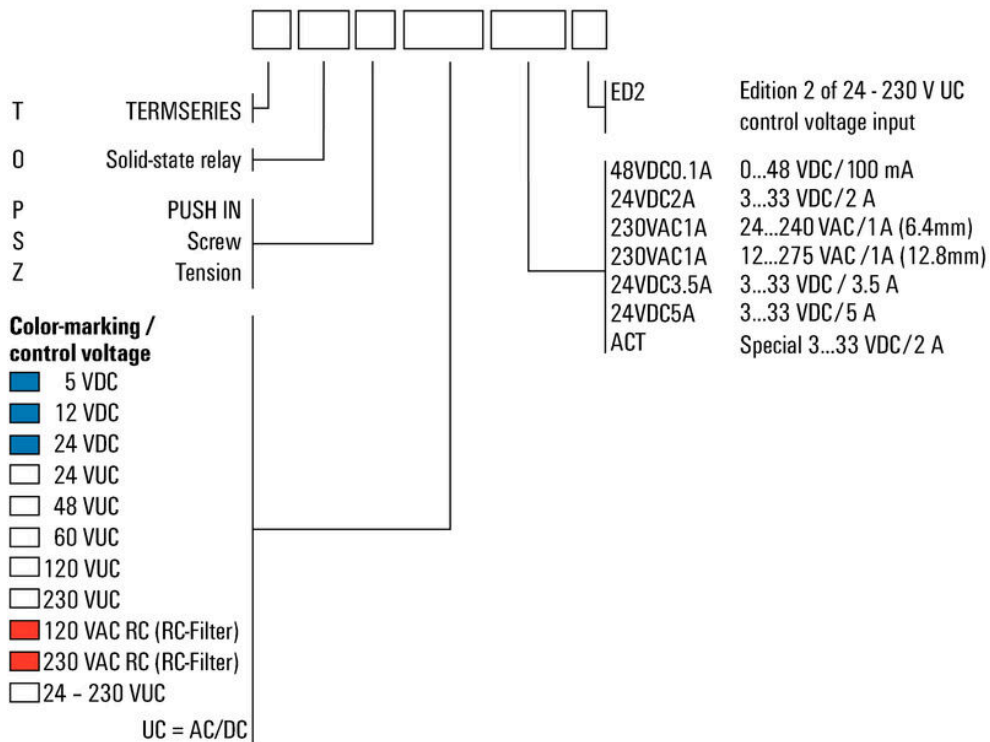 T TERMSERIES
O Solid-state relay
P PUSH IN
S Screw
Z Tension
Color-marking /
control voltage
5 VDC
12 VDC
24 VDC
24 VUC
48 VUC
60 VUC
120 VUC
230 VUC
120 VAC RC (RC-Filter)
230 VAC RC (RC-Filter)
24 – 230 VUC
UC = AC/DC
ED2 Edition 2 of 24 - 230 V UC
control voltage input
48VDC0.1A 0...48 VDC/100 mA
24VDC2A 3...33 VDC/2 A
230VAC1A 24...240 VAC/1A (6.4mm)
230VAC1A 12...275 VAC /1A (12.8mm)
24VDC3.5A 3...33 VDC / 3.5 A
24VDC5A 3...33 VDC/5 A
ACT Special 3...33 VDC/2 A